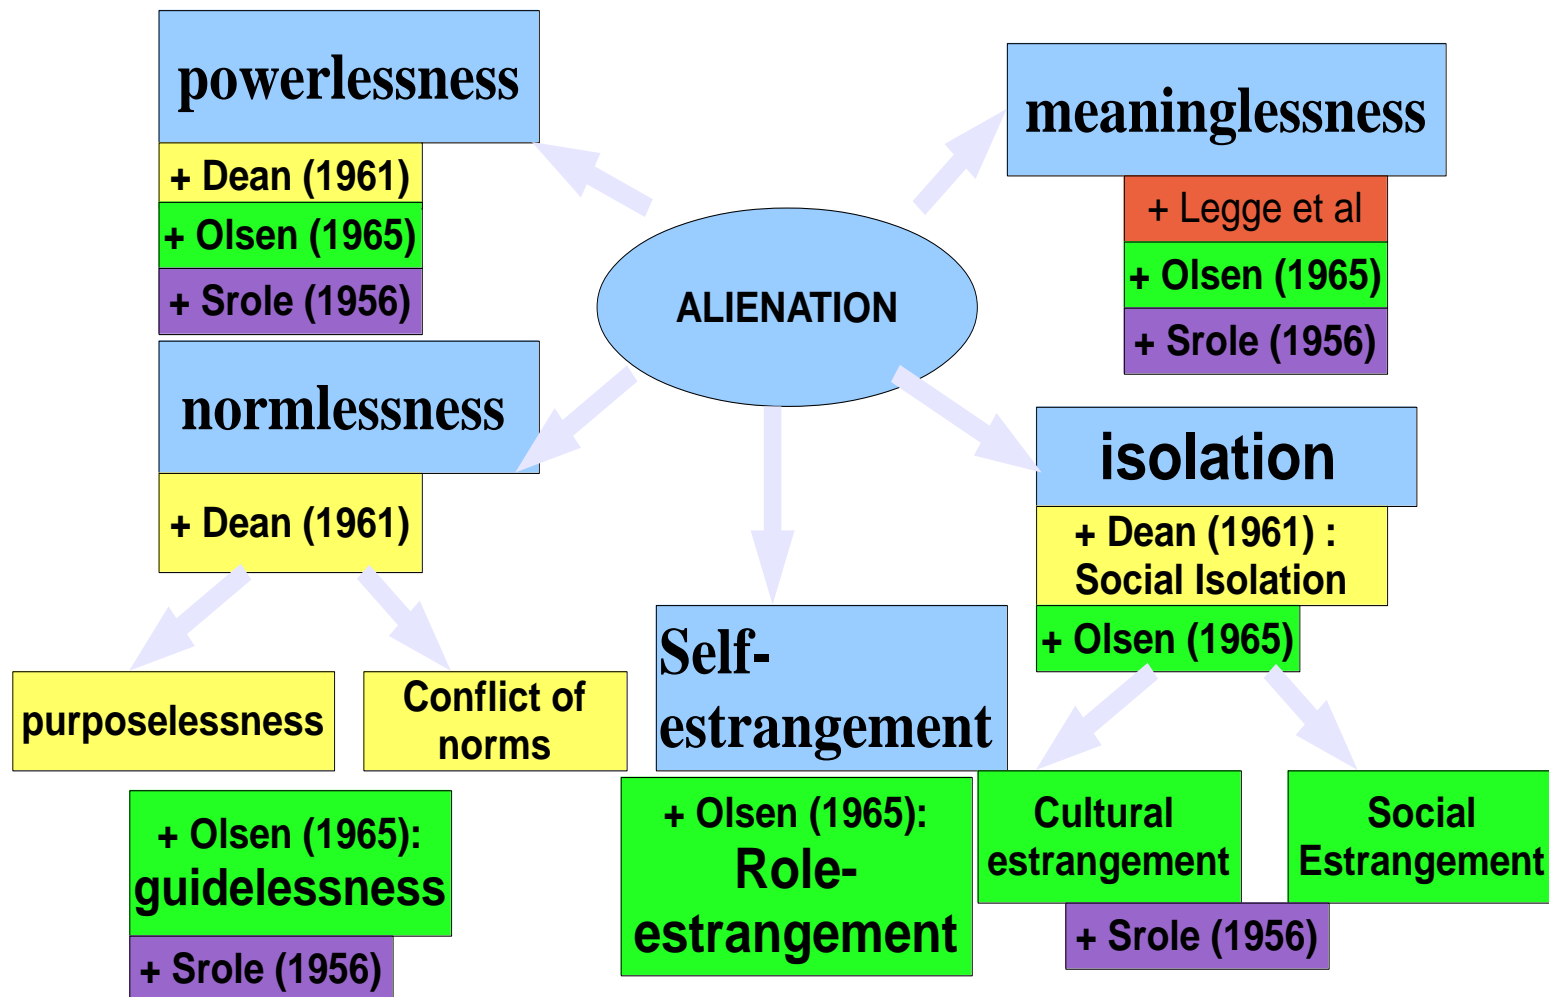 powerlessness
+ Dean (1961)
+ Olsen (1965)
+ Srole (1956)
meaninglessness
+ Legge et al
+ Olsen (1965)
+ Srole (1956)
ALIENATION
normlessness
+ Dean (1961)
purposelessness
Conflict of
norms
+ Olsen (1965):
guidelessness
+ Srole (1956)
Self-
estrangement
+ Olsen (1965):
Role-
estrangement
isolation
+ Dean (1961) :
Social Isolation
+ Olsen (1965)
Cultural
estrangement
Social
Estrangement
+ Srole (1956)